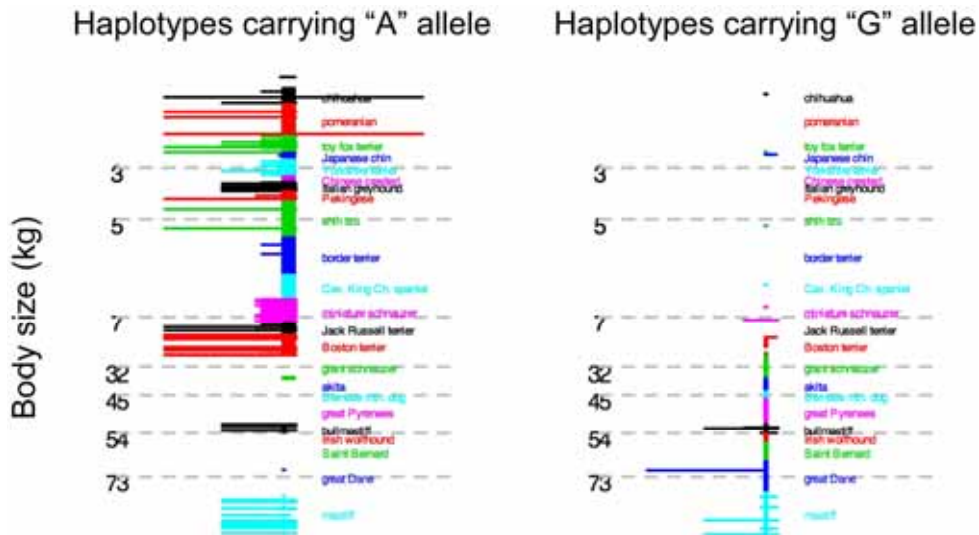 Haplotypes carrying “A” allele
Haplotypes carrying “G” allele
Body size (kg)
chihuahua
pomeranian
toy fox terrier
Japanese chin
3
Yorkshire terrier
Chinese crested
Italian greyhound
Pekingese
5
shih tzu
border terrier
Cav. King Ch. spaniel
miniature schnauzer
7
Jack Russell terrier
Boston terrier
32
giant schnauzer
akita
45
great Pyrenees
bullmastiff
54
Irish wolfhound
Saint Bernard
73
great Dane
mastiff
chihuahua
pomeranian
toy fox terrier
Japanese chin
3
Yorkshire terrier
Chinese crested
Italian greyhound
Pekingese
5
shih tzu
border terrier
Cav. King Ch. spaniel
miniature schnauzer
7
Jack Russell terrier
Boston terrier
32
giant schnauzer
akita
45
great Pyrenees
bullmastiff
54
Irish wolfhound
Saint Bernard
73
great Dane
mastiff